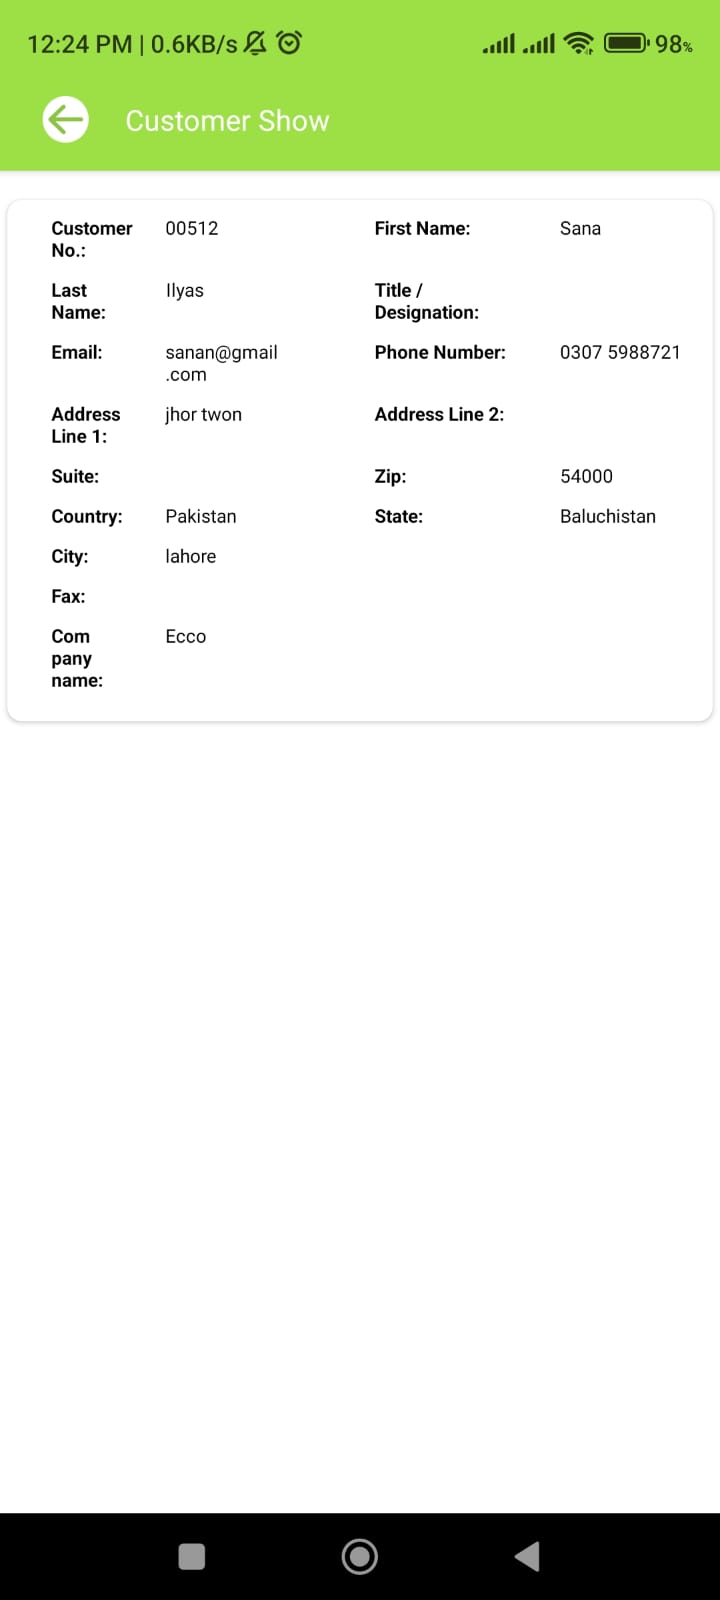 12:24 PM | 0.6KB/s 98%
Customer Show
Customer No.: 00512 First Name: Sana
Last Name: Ilyas Title / Designation:
Email: sanan@gmail.com Phone Number: 0307 5988721
Address Line 1: jhor twon Address Line 2:
Suite: Zip: 54000
Country: Pakistan State: Baluchistan
City: lahore
Fax:
Com
pany
name: Ecco